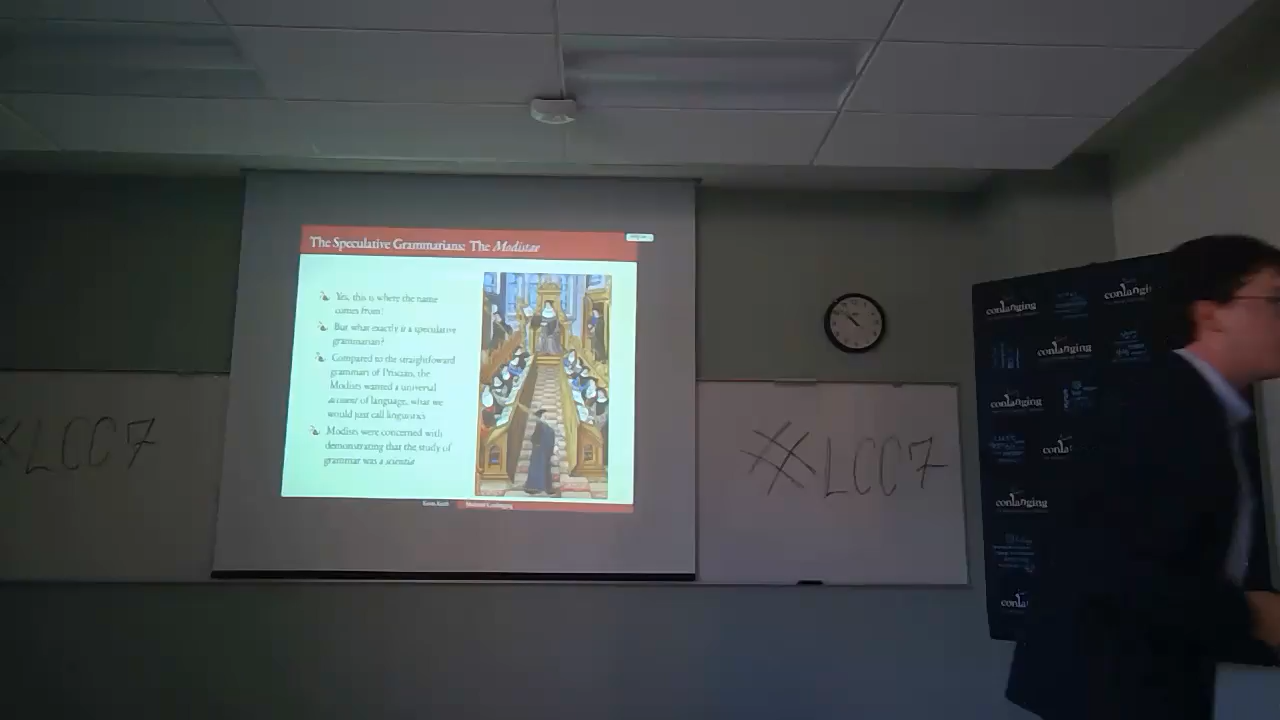 The Speculative Grammarians: The Modistae
Yes, this is where the name
comes from!
But what exactly is a speculative
grammarian?
Compared to the straightforward
grammars of Priscian, the
Modists wanted a universal
account of language, what we
would just call linguistics
Modists were concerned with
demonstrating that the study of
grammar was a scientia
#LCC7
#LCC7
conlanging
conlangi
conlanging
conlanging
conla
conlanging
conla